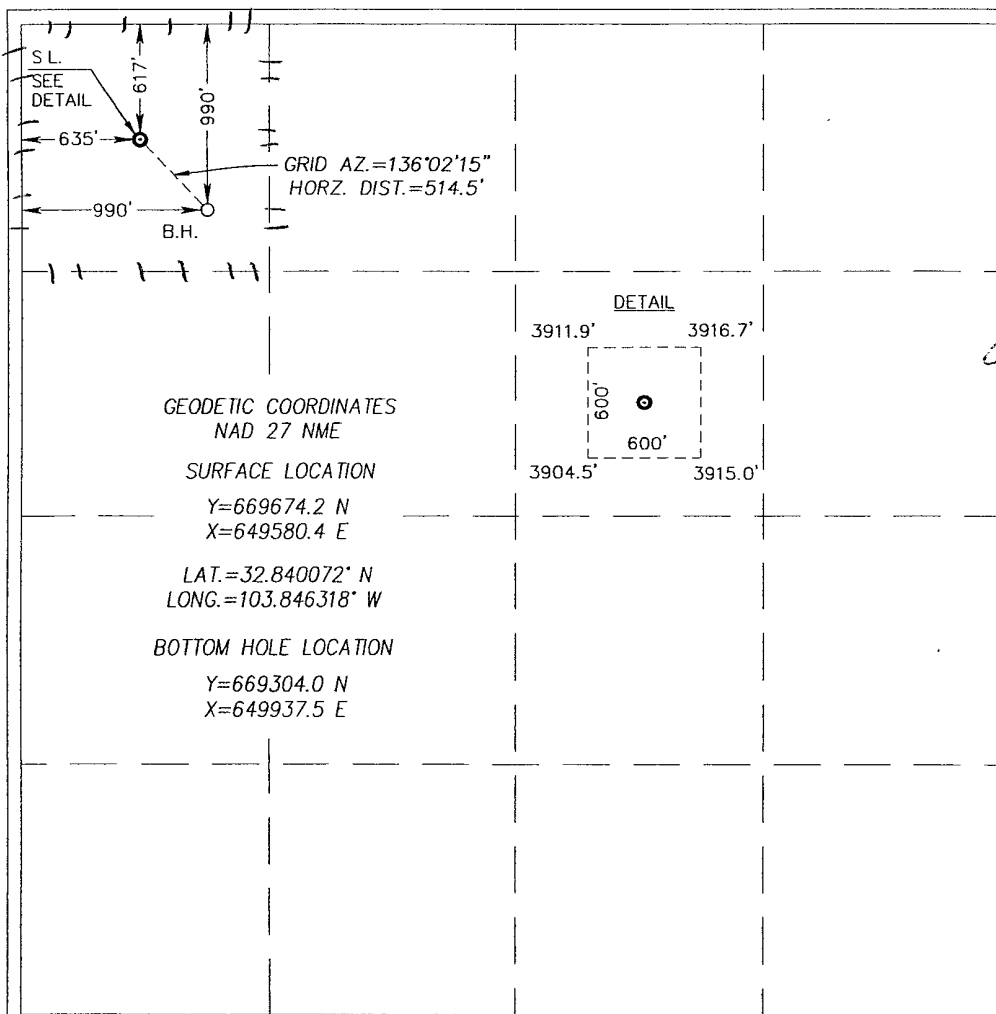 S L.
SEE
DETAIL
617'
990'
635'
GRID AZ.=136°02'15"
HORZ. DIST.=514.5'
990'
B.H.
DETAIL
3911.9' 3916.7'
600'
600'
3904.5' 3915.0'
GEODETIC COORDINATES
NAD 27 NME
SURFACE LOCATION
Y=669674.2 N
X=649580.4 E
LAT.=32.840072° N
LONG.=103.846318° W
BOTTOM HOLE LOCATION
Y=669304.0 N
X=649937.5 E